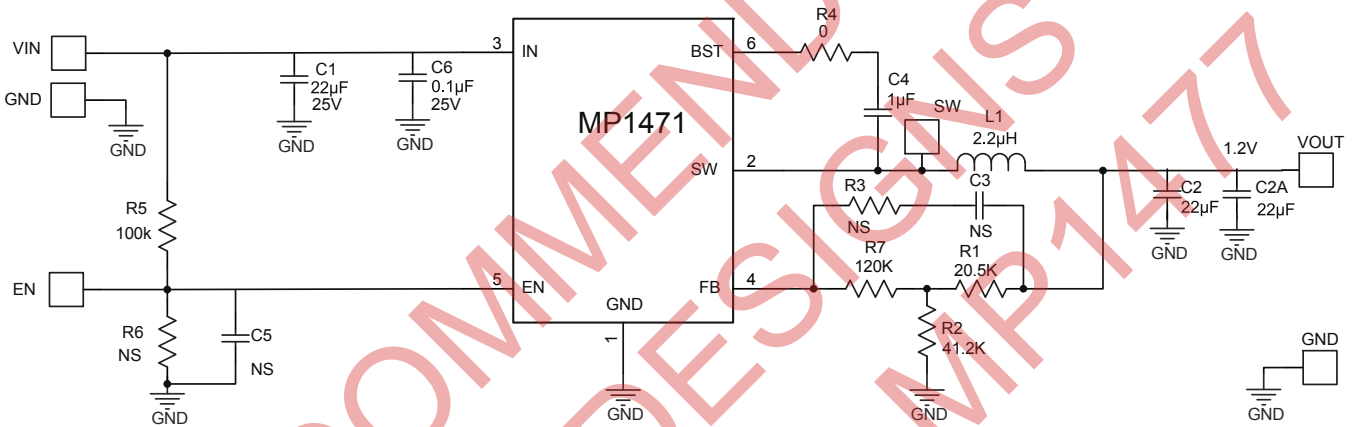 VIN
GND
GND
3
IN
C1
22µF
25V
GND
C6
0.1µF
25V
GND
MP1471
BST
6
R4
0
C4
1µF
SW
SW
2
L1
2.2µH
1.2V
VOUT
C2
22µF
GND
C2A
22µF
GND
R3
NS
C3
NS
R5
100k
R7
120K
R1
20.5K
EN
5
EN
FB
4
GND
1
GND
R6
NS
C5
NS
GND
R2
41.2K
GND
GND
GND
COMMEND
DESIGNS
MP1477